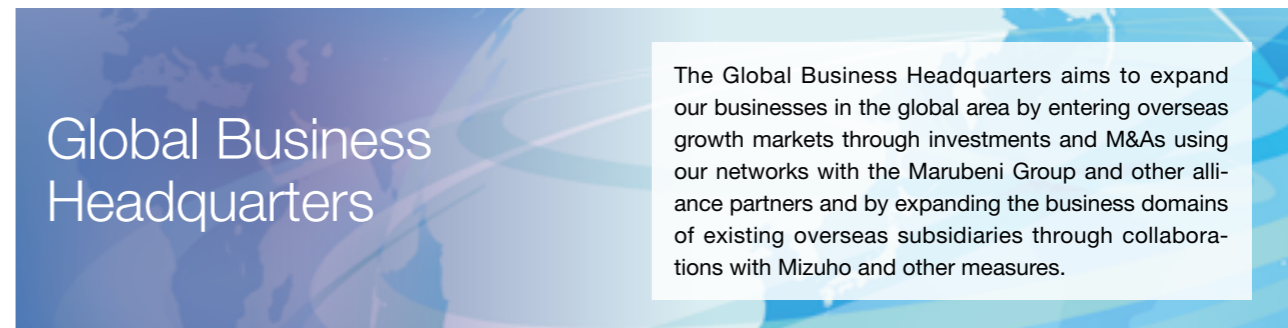 Global Business
Headquarters
The Global Business Headquarters aims to expand
our businesses in the global area by entering overseas
growth markets through investments and M&As using
our networks with the Marubeni Group and other alli-
ance partners and by expanding the business domains
of existing overseas subsidiaries through collabora-
tions with Mizuho and other measures.